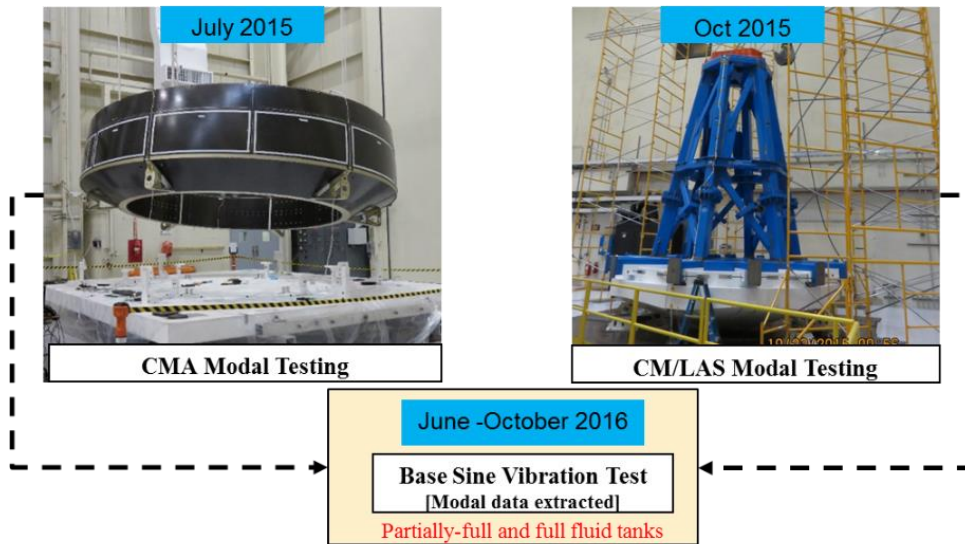 July 2015
Oct 2015
CMA Modal Testing
CM/LAS Modal Testing
June -October 2016
Base Sine Vibration Test
[Modal data extracted]
Partially-full and full fluid tanks